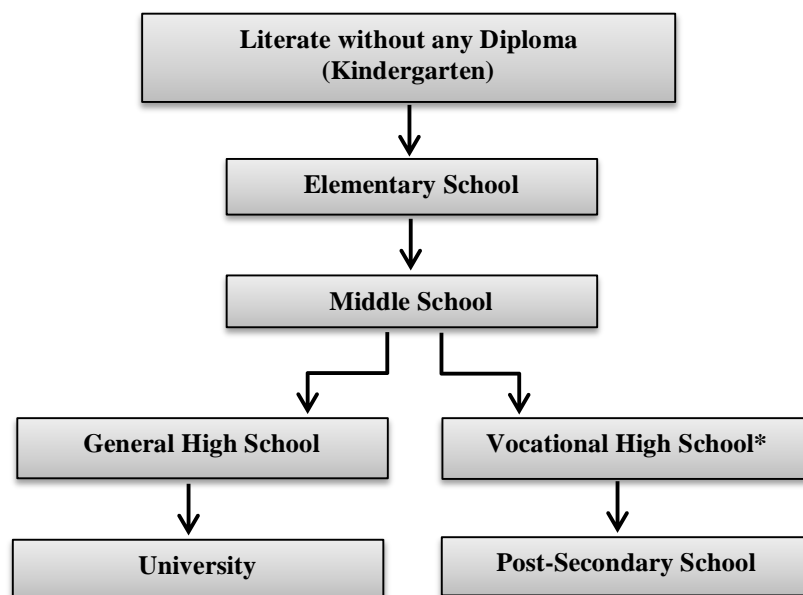 Literate without any Diploma
(Kindergarten)
Elementary School
Middle School
General High School
Vocational High School*
University
Post-Secondary School